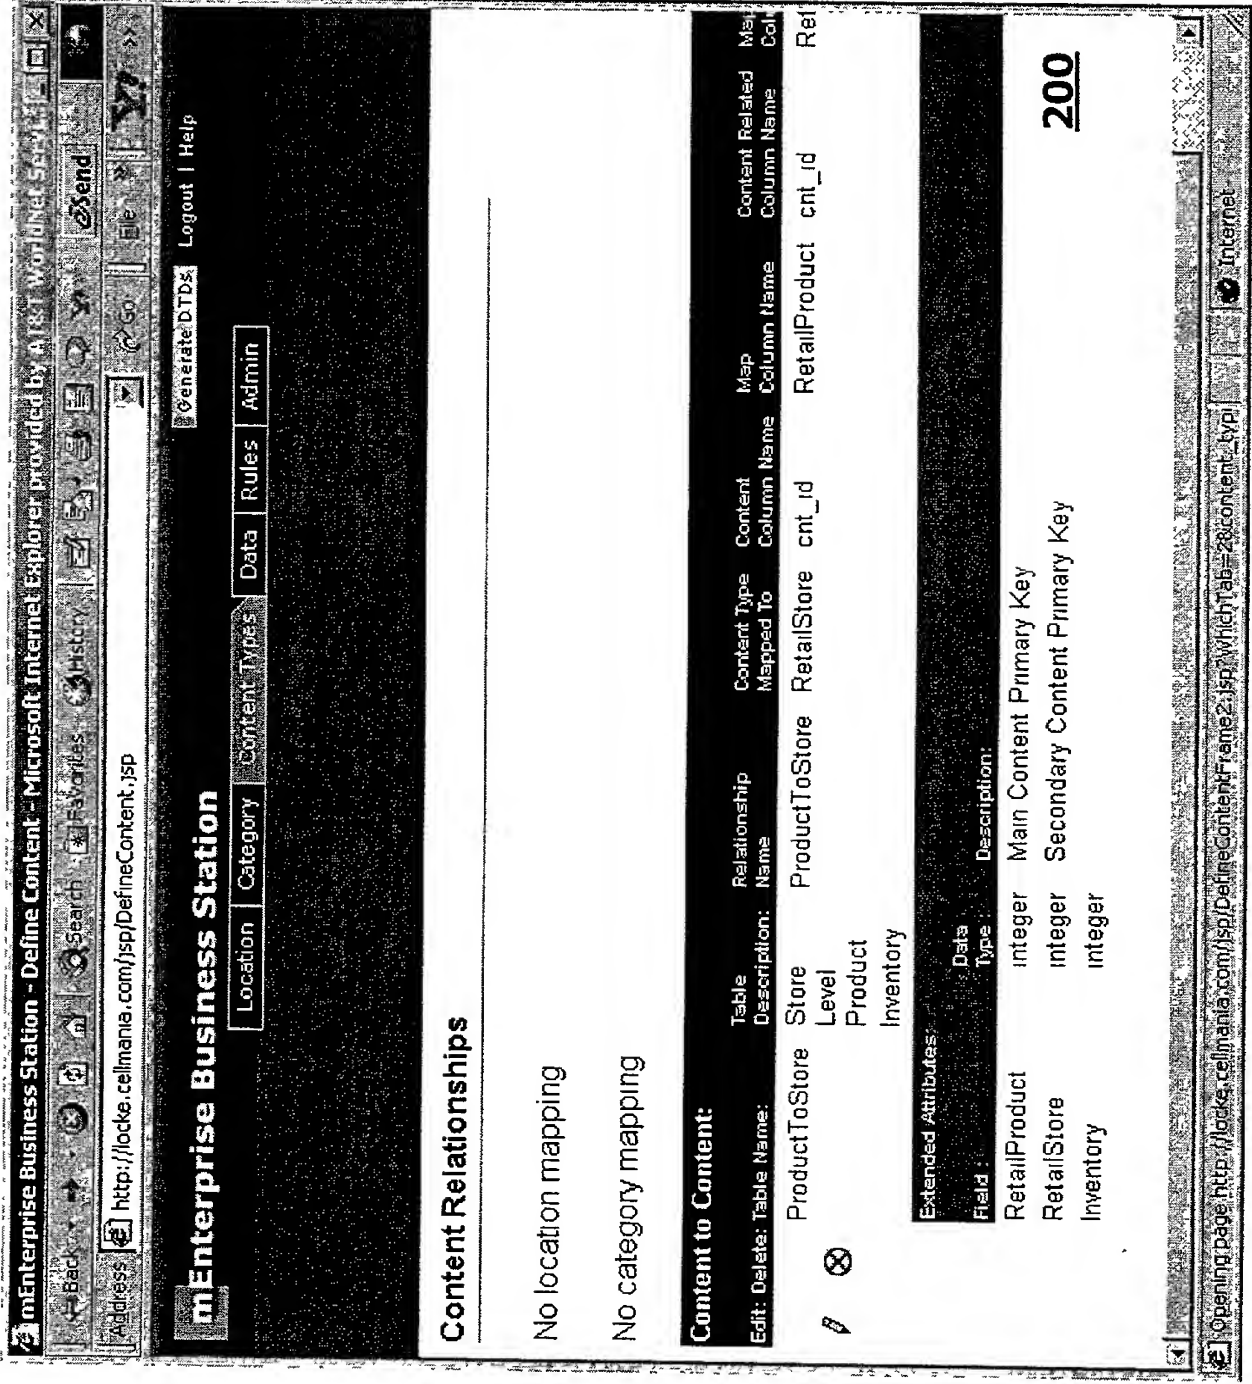 mEnterprise Business Station - Define Content - Microsoft Internet Explorer provided by AT&T WorldNet Servi
Back Search Favorites History eSend
Address http://locke.cellmania.com/jsp/DefineContent.jsp Go File >> Y! >>
mEnterprise Business Station Generate DTDs Logout | Help
Location Category Content Types Data Rules Admin
Content Relationships
No location mapping
No category mapping
Content to Content:
Edit: Delete: Table Name: Table Description: Relationship Name Content Type Mapped To Content Column Name Map Column Name Content Related Column Name Map Col
ProductToStore Store Level Product Inventory ProductToStore RetailStore cnt_id RetailProduct cnt_id Ret
Extended Attributes:
Field : Data Type : Description:
RetailProduct Integer Main Content Primary Key
RetailStore Integer Secondary Content Primary Key
Inventory Integer
200
Opening page http://locke.cellmania.com/jsp/DefineContentFrame2.jsp?WhichTab=2&content_typ Internet